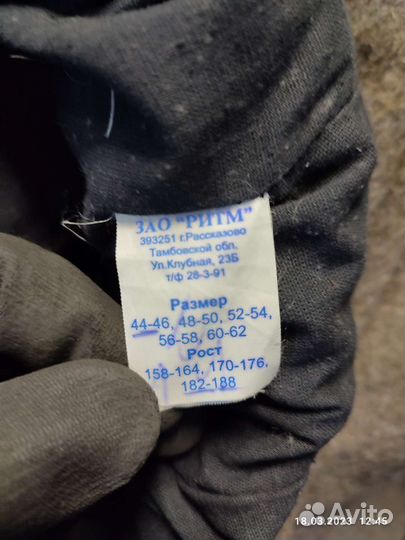 ЗАО "РИТМ"
393251 г.Рассказово
Тамбовской обл.
Ул.Клубная, 23Б
т/ф 28-3-91
Размер
44-46, 48-50, 52-54,
56-58, 60-62
Рост
158-164, 170-176,
182-188
18.03.2023 12:45
Avito